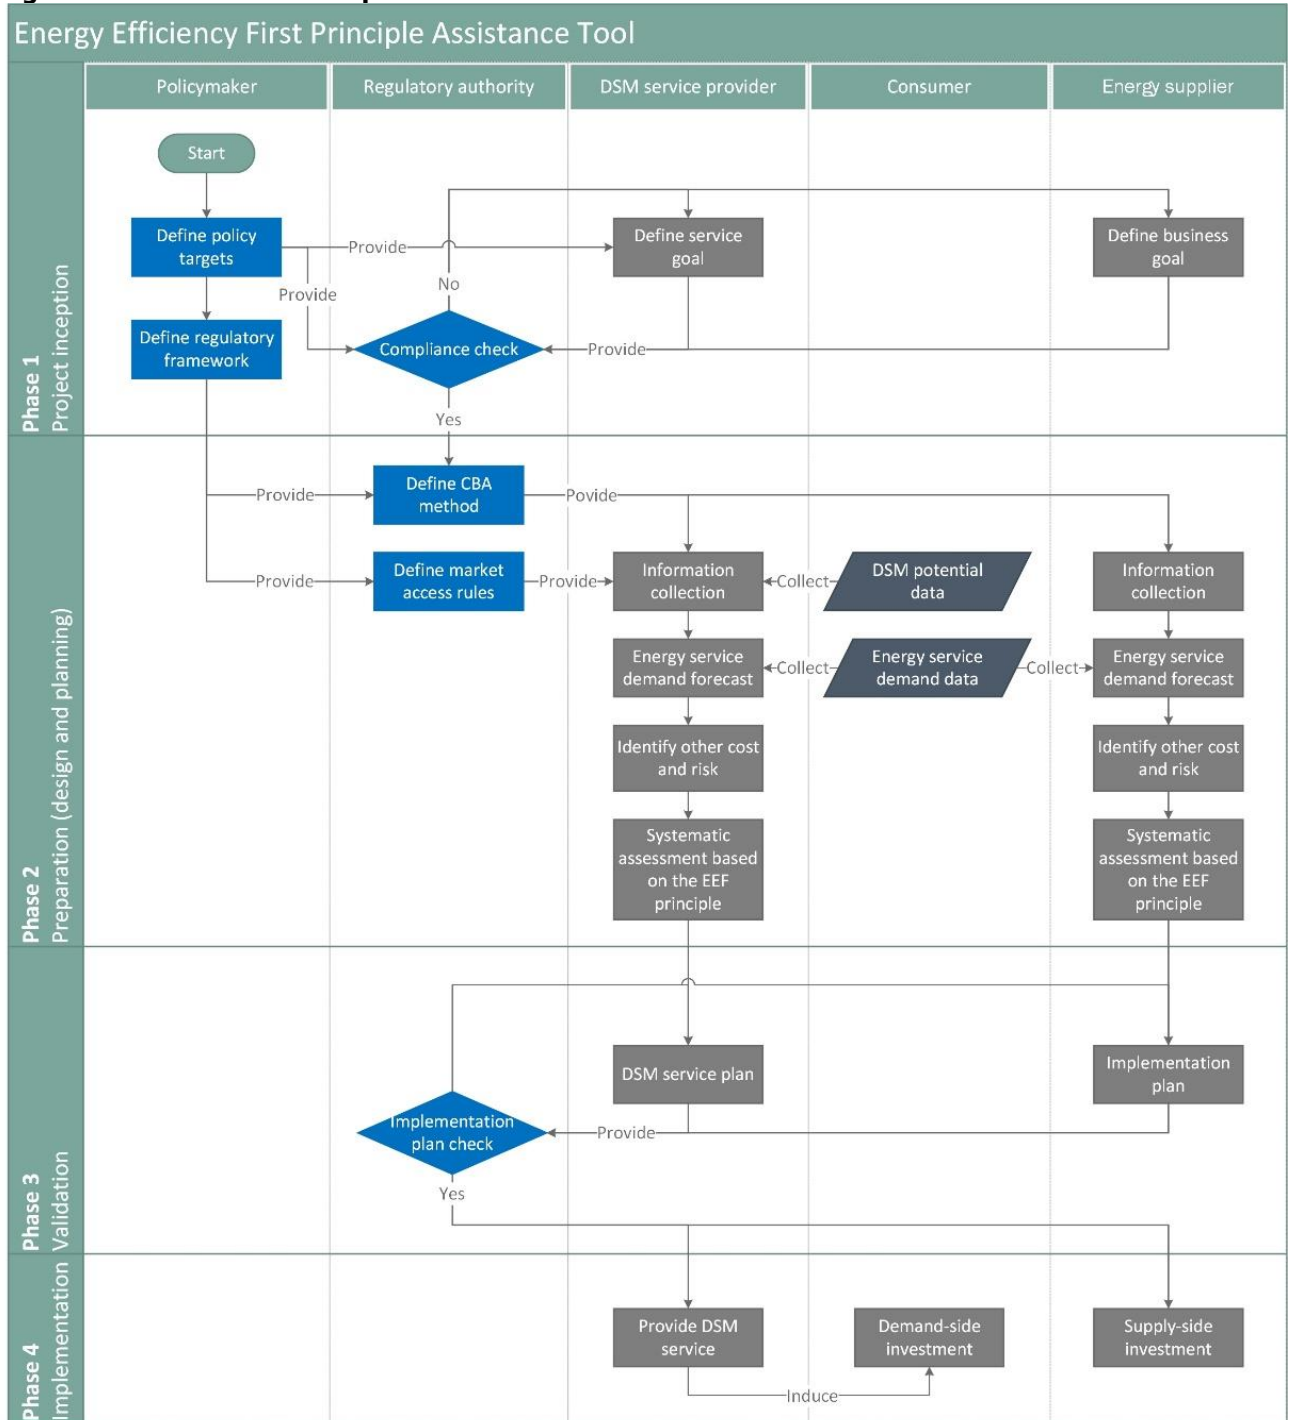 Energy Efficiency First Principle Assistance Tool
Policymaker
Regulatory authority
DSM service provider
Consumer
Energy supplier
Phase 1
Project inception
Start
Define policy
targets
Provide
Define service
goal
Define business
goal
No
Provide
Define regulatory
framework
Compliance check
Provide
Yes
Phase 2
Preparation (design and planning)
Provide
Define CBA
method
Povide
Provide
Define market
access rules
Provide
Information
collection
Collect
DSM potential
data
Information
collection
Energy service
demand forecast
Collect
Energy service
demand data
Collect
Energy service
demand forecast
Identify other cost
and risk
Identify other cost
and risk
Systematic
assessment based
on the EEF
principle
Systematic
assessment based
on the EEF
principle
Phase 3
Validation
DSM service plan
Implementation
plan
Implementation
plan check
Provide
Yes
Phase 4
Implementation
Provide DSM
service
Demand-side
investment
Supply-side
investment
Induce